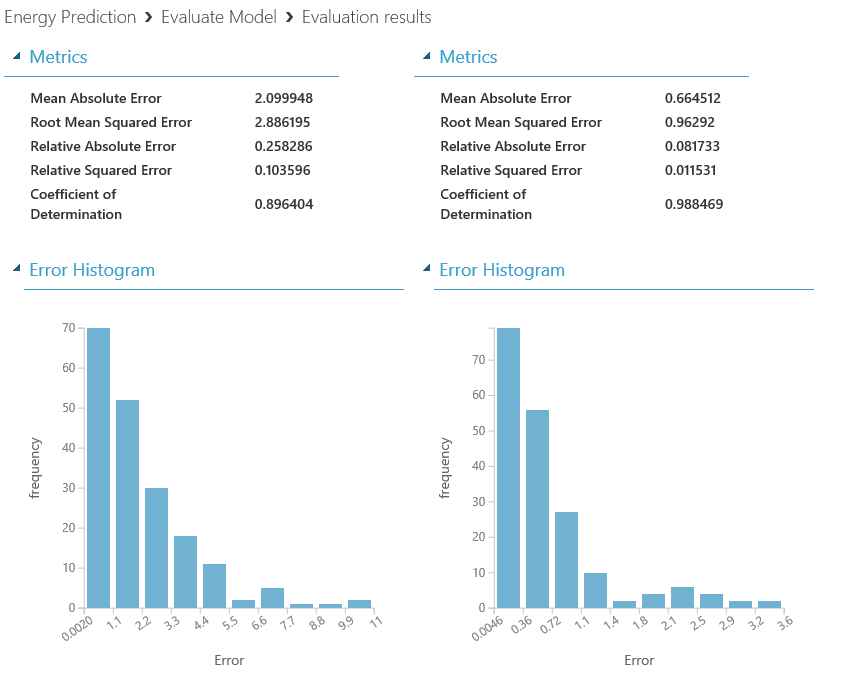 Energy Prediction › Evaluate Model › Evaluation results
Metrics
Mean Absolute Error 2.099948
Root Mean Squared Error 2.886195
Relative Absolute Error 0.258286
Relative Squared Error 0.103596
Coefficient of
Determination 0.896404
Error Histogram
70
60
50
40
30
20
10
0
frequency
0.0020 1.1 2.2 3.3 4.4 5.5 6.6 7.7 8.8 9.9 11
Error
Metrics
Mean Absolute Error 0.664512
Root Mean Squared Error 0.96292
Relative Absolute Error 0.081733
Relative Squared Error 0.011531
Coefficient of
Determination 0.988469
Error Histogram
70
60
50
40
30
20
10
0
frequency
0.0046 0.36 0.72 1.1 1.4 1.8 2.1 2.5 2.9 3.2 3.6
Error